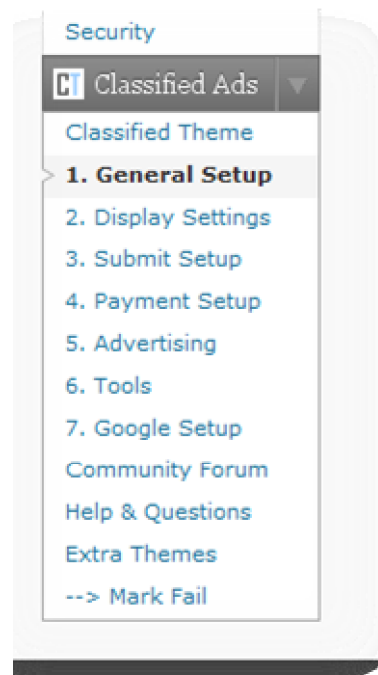 Security
CT Classified Ads
Classified Theme
1. General Setup
2. Display Settings
3. Submit Setup
4. Payment Setup
5. Advertising
6. Tools
7. Google Setup
Community Forum
Help & Questions
Extra Themes
--> Mark Fail